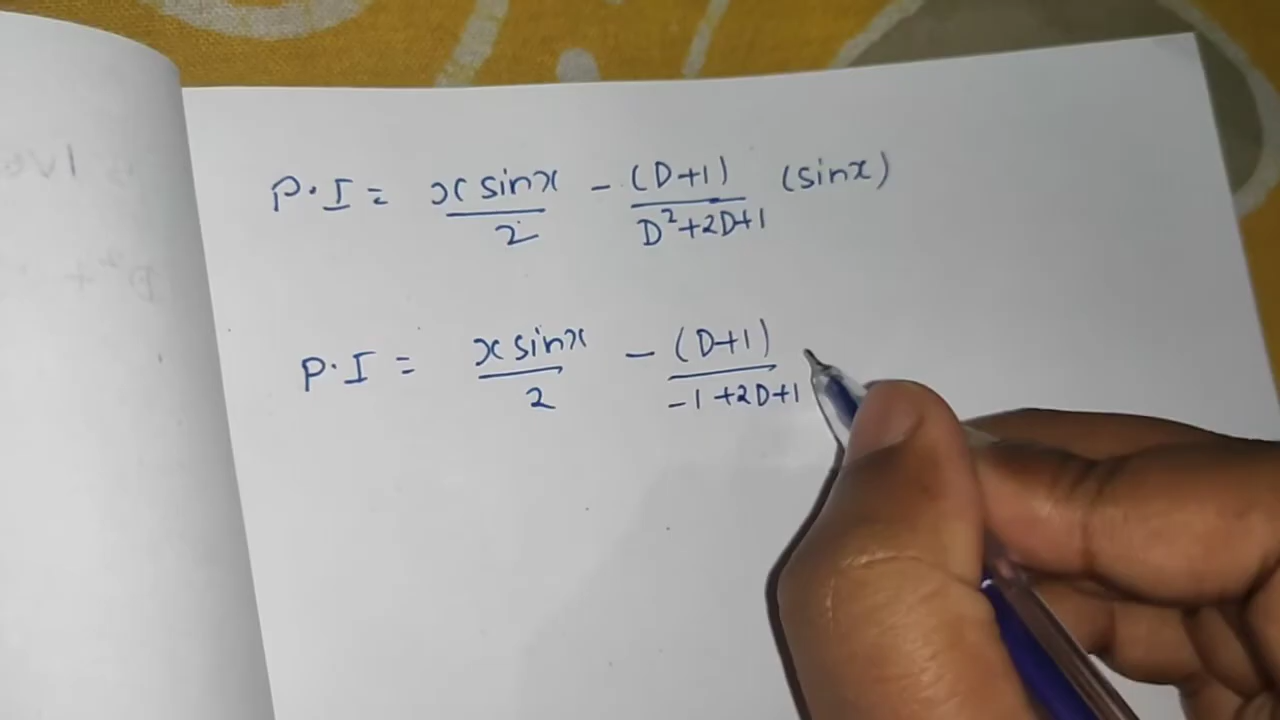 P.I = x sinx / 2 - (D+1) / D²+2D+1 (sinx)
P.I = x sinx / 2 - (D+1) / -1+2D+1